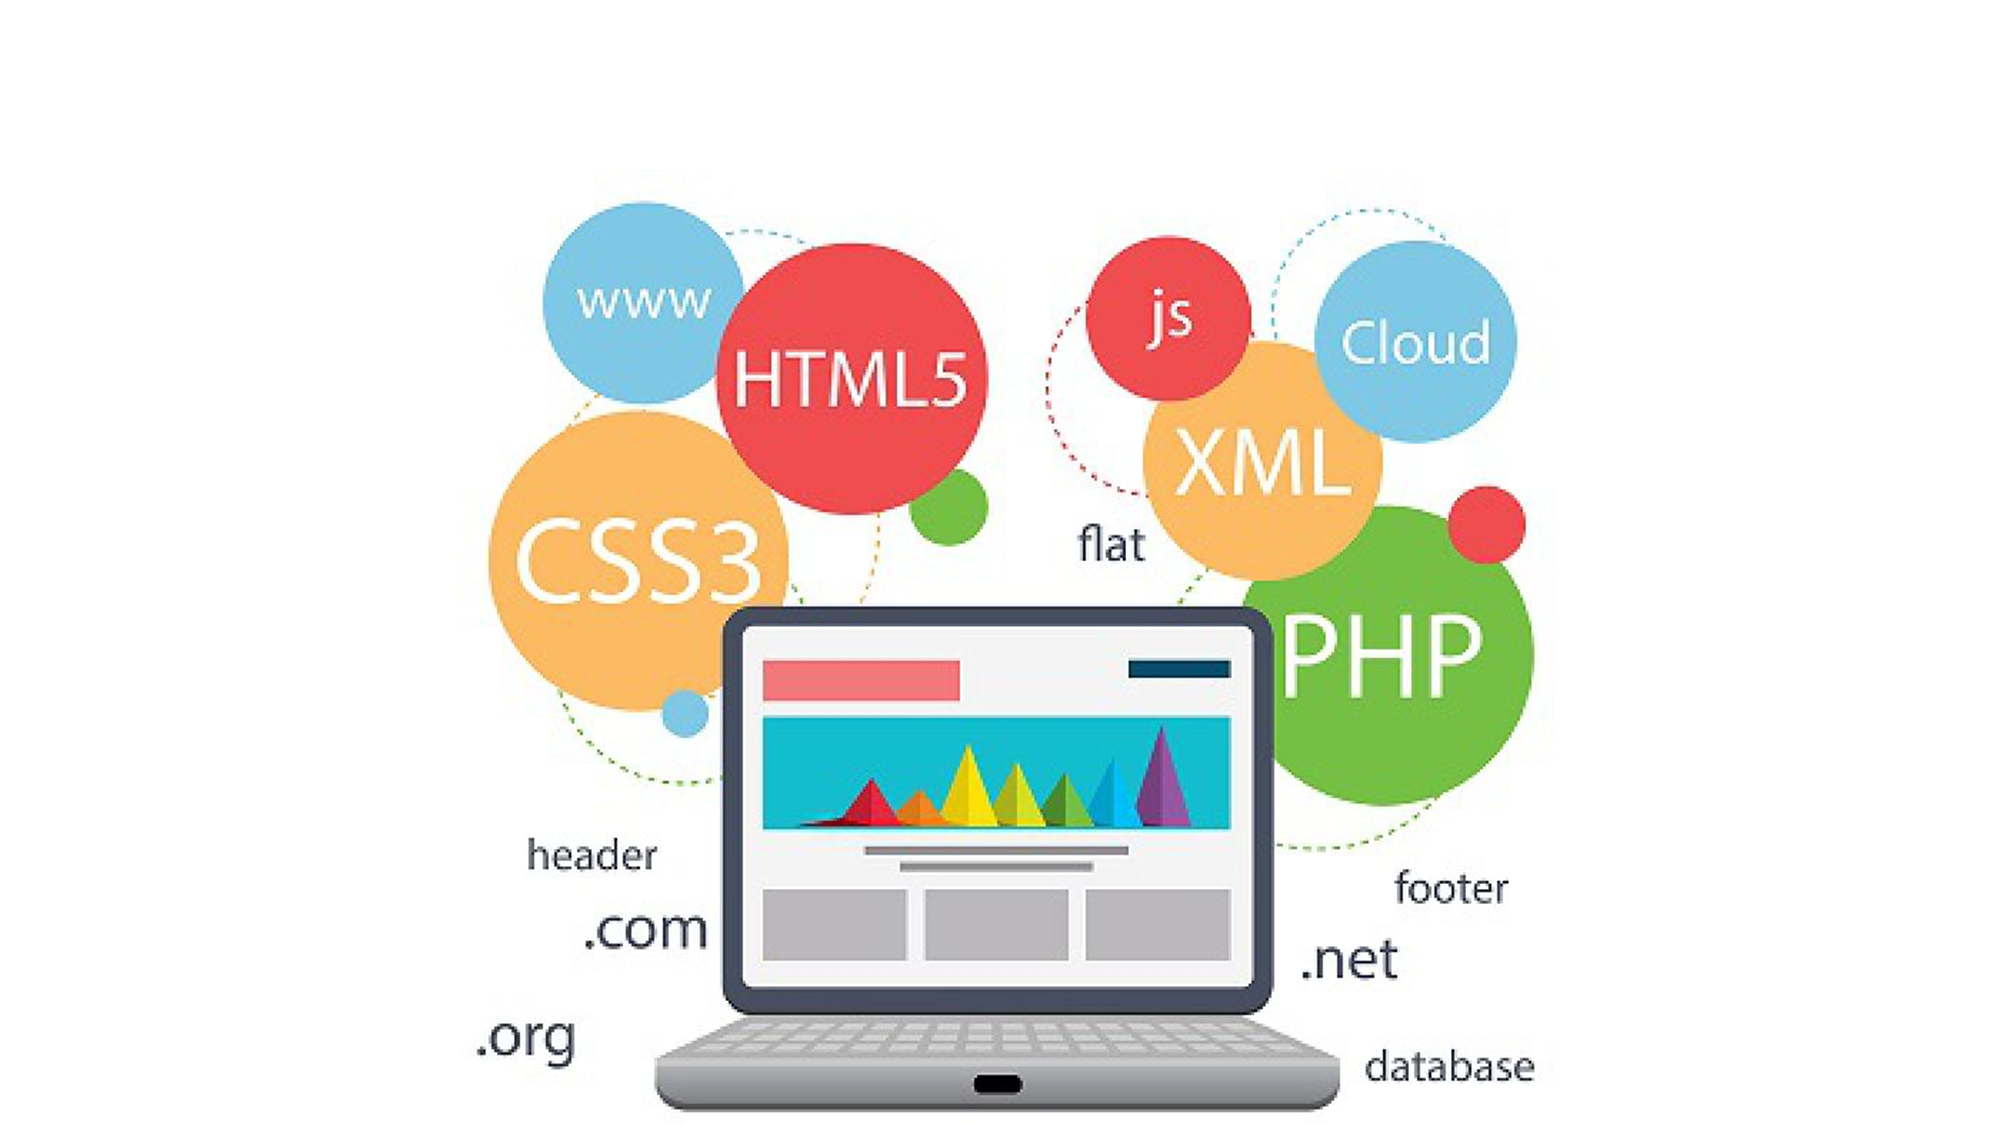 www
HTML5
js
Cloud
XML
CSS3
flat
PHP
header
footer
.com
.net
.org
database